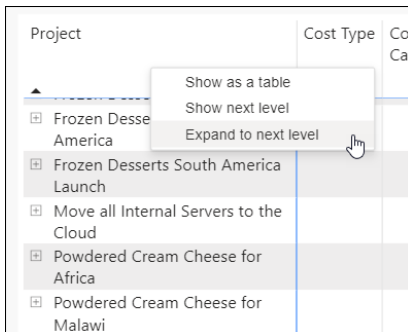 Project
Cost Type
Co
Ca
Show as a table
Show next level
Expand to next level
Frozen Desse
America
Frozen Desserts South America
Launch
Move all Internal Servers to the
Cloud
Powdered Cream Cheese for
Africa
Powdered Cream Cheese for
Malawi